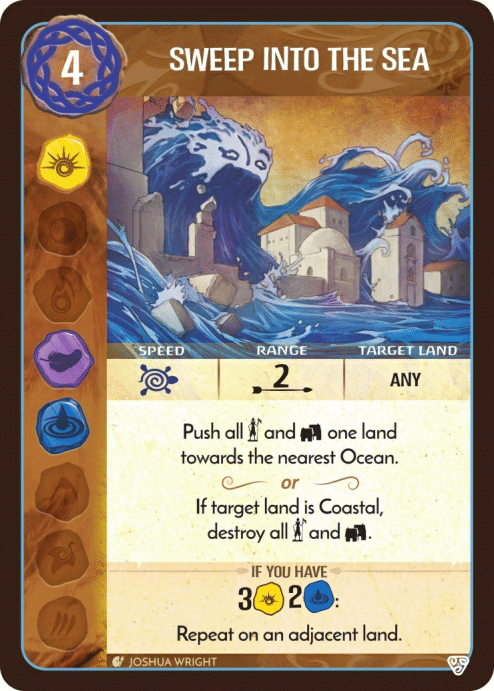 4
SWEEP INTO THE SEA
SPEED RANGE TARGET LAND
2 ANY
Push all and one land
towards the nearest Ocean.
or
If target land is Coastal,
destroy all and .
IF YOU HAVE
3 2 :
Repeat on an adjacent land.
JOSHUA WRIGHT